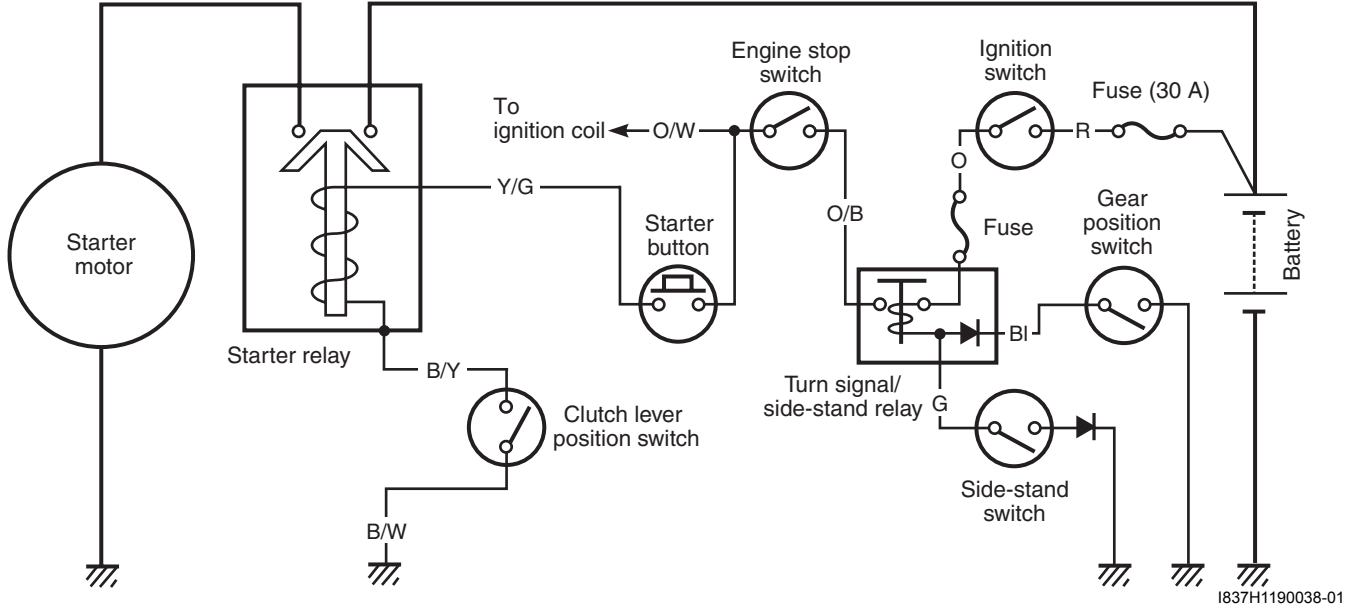 Engine stop
switch
Ignition
switch
Fuse (30 A)
To
ignition coil
O/W
R
O
Y/G
Starter
button
O/B
Fuse
Gear
position
switch
Battery
Starter
motor
Starter relay
Bl
Turn signal/
side-stand relay
G
B/Y
Clutch lever
position switch
Side-stand
switch
B/W
I837H1190038-01